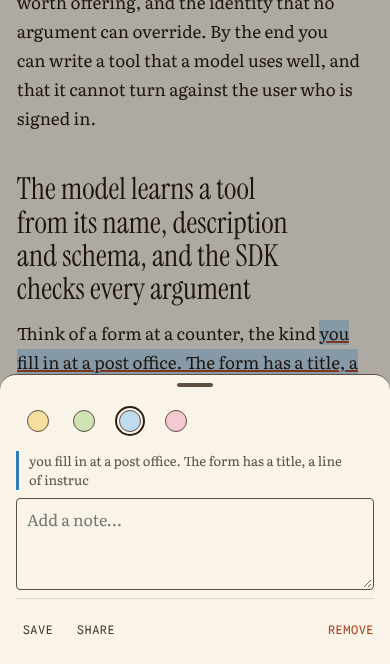 worth offering, and the identity that no
argument can override. By the end you
can write a tool that a model uses well, and
that it cannot turn against the user who is
signed in.
The model learns a tool
from its name, description
and schema, and the SDK
checks every argument
Think of a form at a counter, the kind you
fill in at a post office. The form has a title, a
you fill in at a post office. The form has a title, a line
of instruc
Add a note...
SAVE SHARE REMOVE